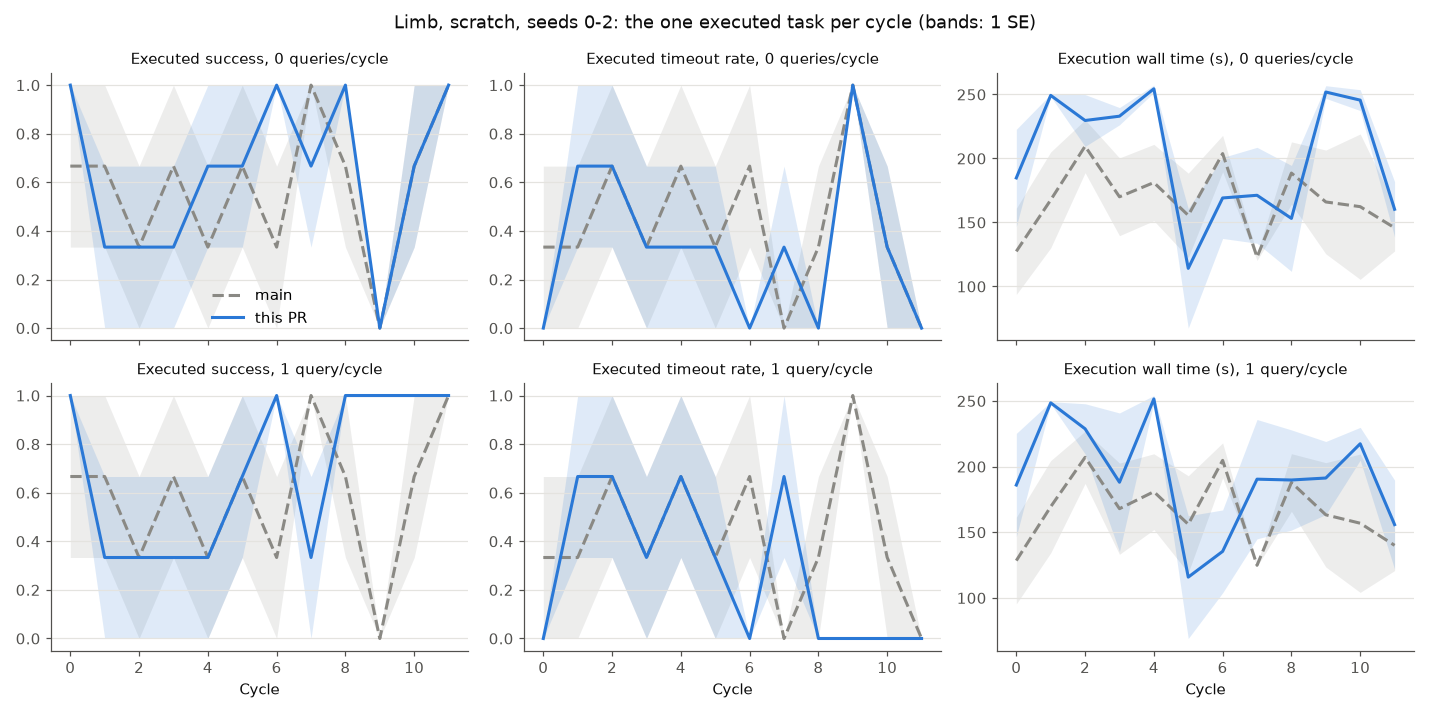 Limb, scratch, seeds 0-2: the one executed task per cycle (bands: 1 SE)
Executed success, 0 queries/cycle
1.0
0.8
0.6
0.4
0.2
0.0
main
this PR
Executed timeout rate, 0 queries/cycle
1.0
0.8
0.6
0.4
0.2
0.0
Execution wall time (s), 0 queries/cycle
250
200
150
100
Executed success, 1 query/cycle
1.0
0.8
0.6
0.4
0.2
0.0
0 2 4 6 8 10
Cycle
Executed timeout rate, 1 query/cycle
1.0
0.8
0.6
0.4
0.2
0.0
0 2 4 6 8 10
Cycle
Execution wall time (s), 1 query/cycle
250
200
150
100
0 2 4 6 8 10
Cycle